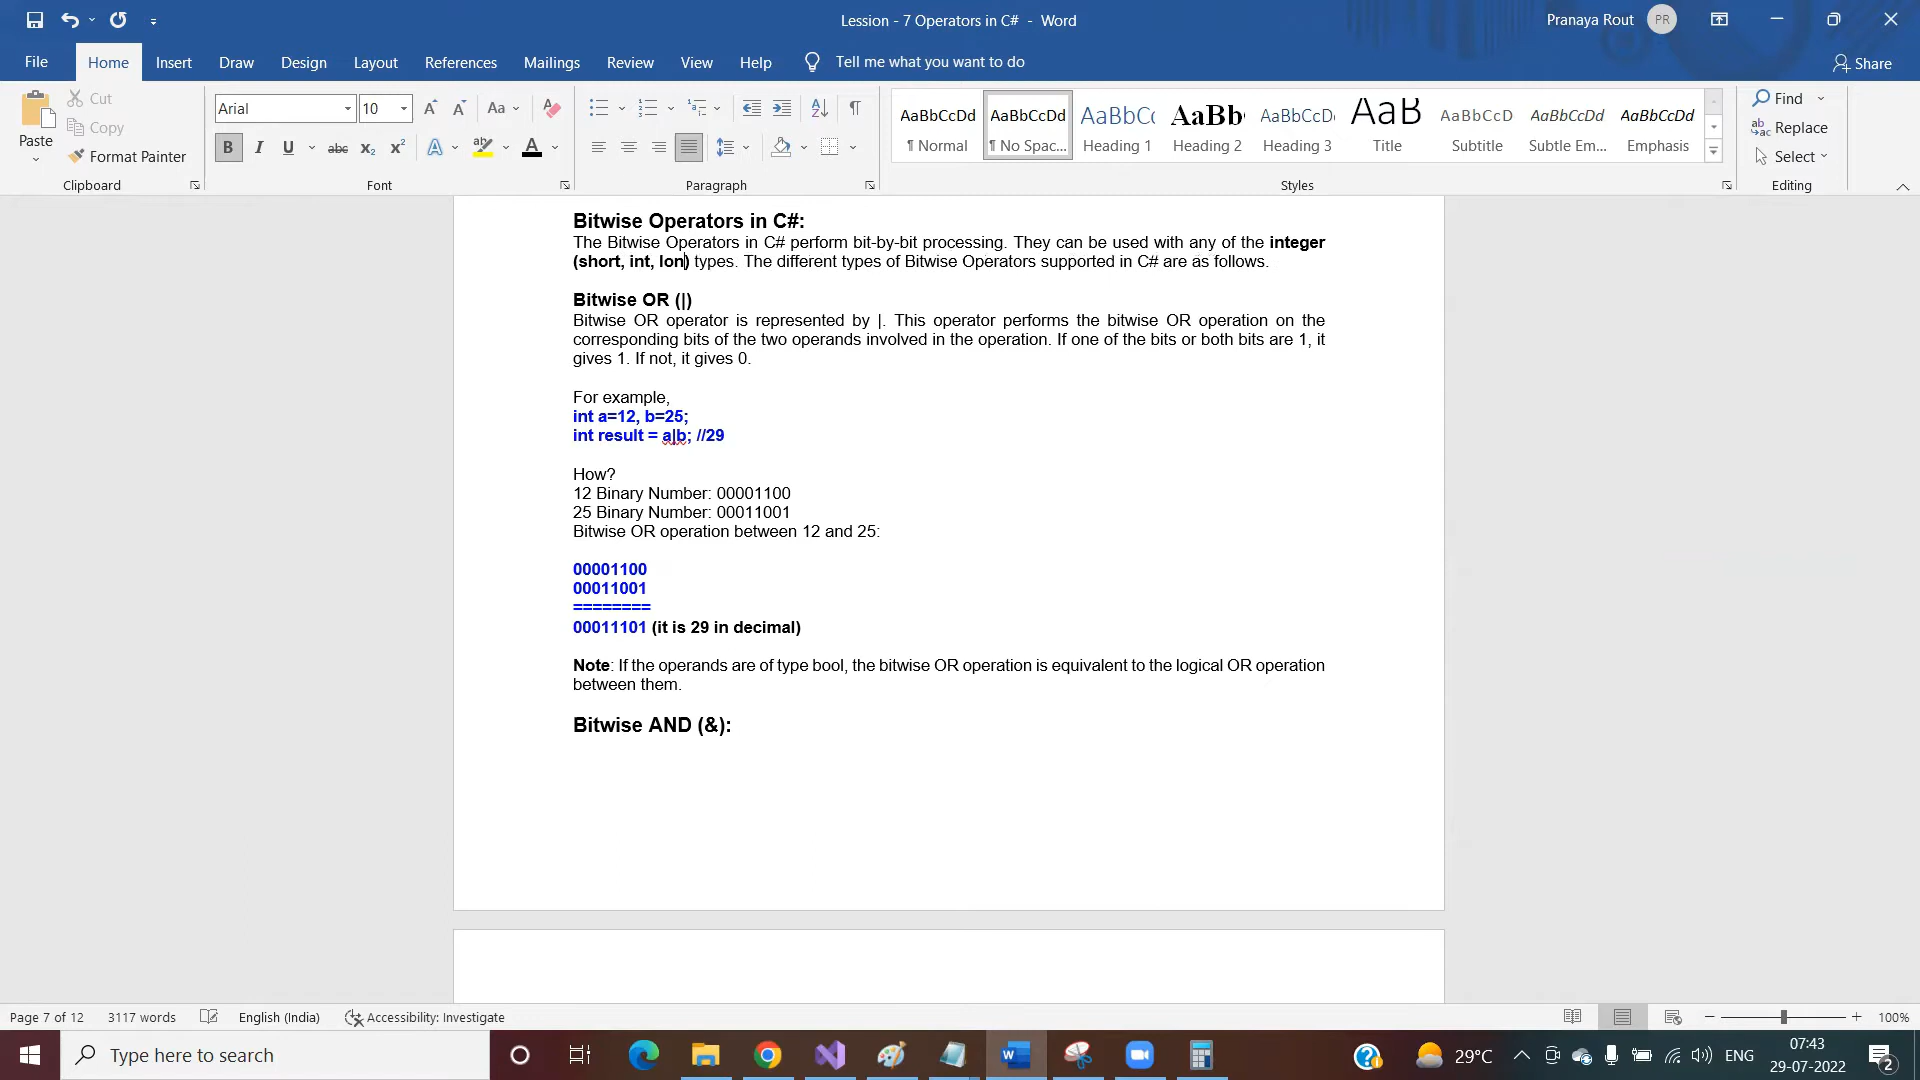 Lession - 7 Operators in C# - Word
Pranaya Rout PR
File Home Insert Draw Design Layout References Mailings Review View Help Tell me what you want to do Share
Paste
Cut
Copy
Format Painter
Clipboard
Arial 10
Aa
B I U abc x₂ x² A ab A
Font
Paragraph
AaBbCcDd AaBbCcDd AaBbCc AaBb AaBbCcD AaB AaBbCcD AaBbCcDd AaBbCcDd
¶ Normal ¶ No Spac... Heading 1 Heading 2 Heading 3 Title Subtitle Subtle Em... Emphasis
Styles
Find
Replace
Select
Editing
Bitwise Operators in C#:
The Bitwise Operators in C# perform bit-by-bit processing. They can be used with any of the integer
(short, int, lon) types. The different types of Bitwise Operators supported in C# are as follows.
Bitwise OR (|)
Bitwise OR operator is represented by |. This operator performs the bitwise OR operation on the
corresponding bits of the two operands involved in the operation. If one of the bits or both bits are 1, it
gives 1. If not, it gives 0.
For example,
int a=12, b=25;
int result = a|b; //29
How?
12 Binary Number: 00001100
25 Binary Number: 00011001
Bitwise OR operation between 12 and 25:
00001100
00011001
========
00011101 (it is 29 in decimal)
Note: If the operands are of type bool, the bitwise OR operation is equivalent to the logical OR operation
between them.
Bitwise AND (&):
Page 7 of 12 3117 words English (India) Accessibility: Investigate 100%
Type here to search
29°C ENG
07:43
29-07-2022
2